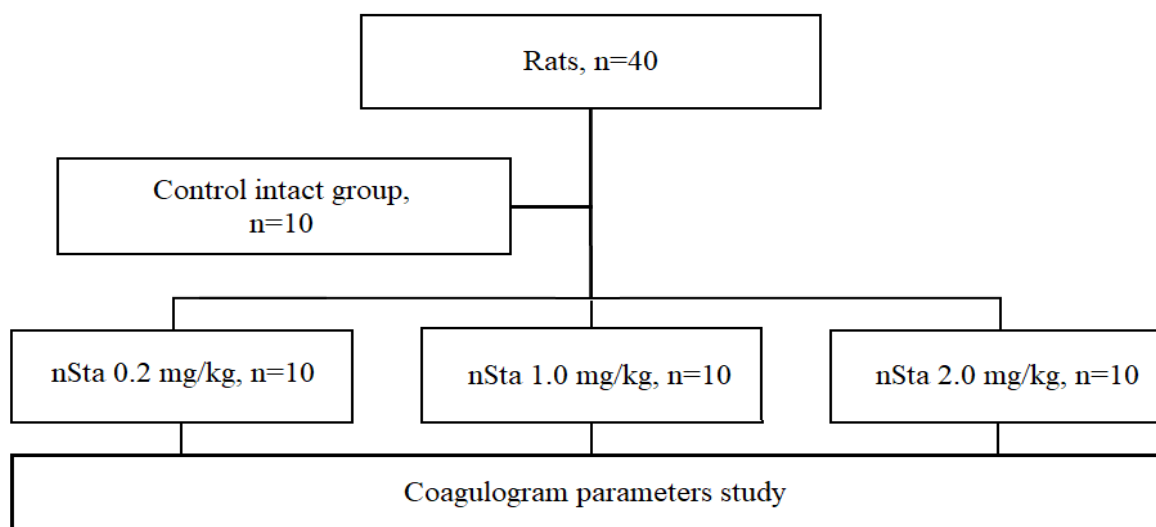 Rats, n=40
Control intact group,
n=10
nSta 0.2 mg/kg, n=10
nSta 1.0 mg/kg, n=10
nSta 2.0 mg/kg, n=10
Coagulogram parameters study